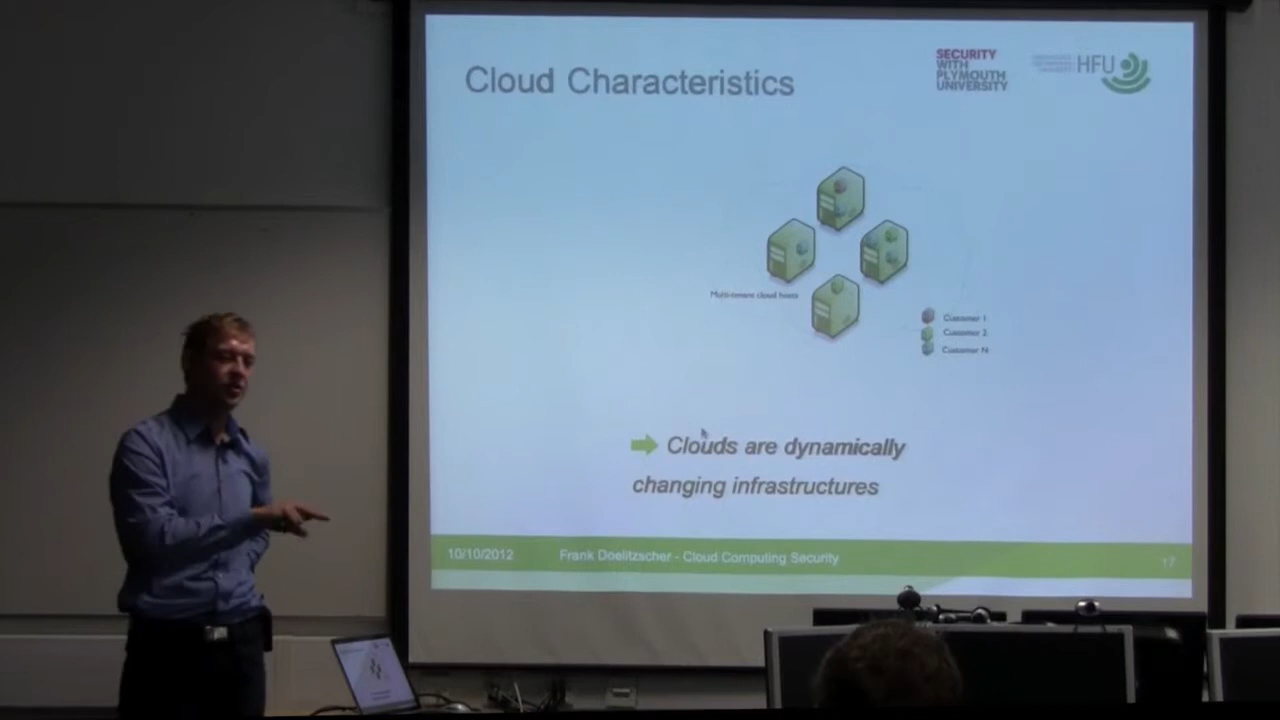 Cloud Characteristics
SECURITY
WITH
PLYMOUTH
UNIVERSITY
HFU
Multi-tenant cloud hosts
Customer 1
Customer 2
Customer N
Clouds are dynamically
changing infrastructures
10/10/2012
Frank Doelitzscher - Cloud Computing Security
17